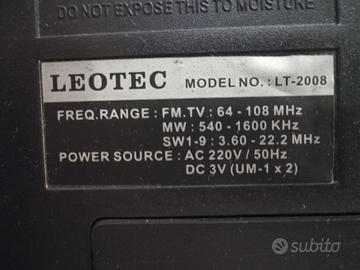 DO NOT EXPOSE THIS TO MOISTURE
LEOTEC MODEL NO. : LT-2008
FREQ.RANGE : FM.TV : 64 - 108 MHz
MW : 540 - 1600 KHz
SW1-9 : 3.60 - 22.2 MHz
POWER SOURCE : AC 220V / 50Hz
DC 3V (UM-1 x 2)
subito